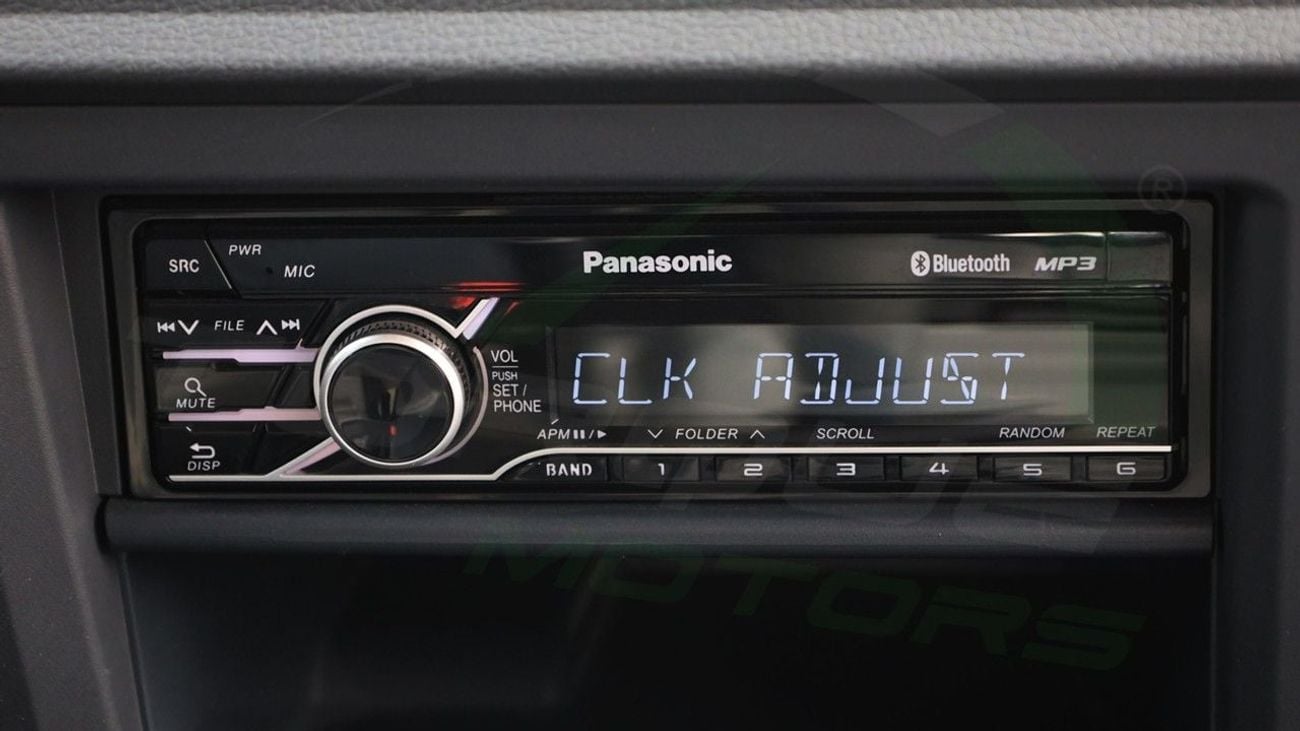 SRC
PWR
MIC
Panasonic
Bluetooth
MP3
®
FILE
VOL
PUSH
SET /
PHONE
MUTE
CLK ADJUST
DISP
APM
FOLDER
SCROLL
RANDOM
REPEAT
BAND
1
2
3
4
5
6
MOTORS